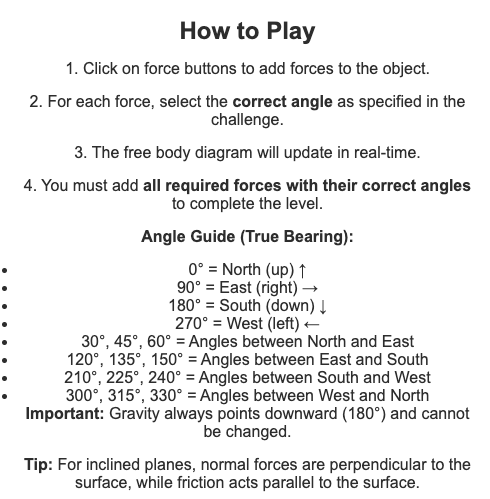 How to Play
1. Click on force buttons to add forces to the object.
2. For each force, select the correct angle as specified in the
challenge.
3. The free body diagram will update in real-time.
4. You must add all required forces with their correct angles
to complete the level.
Angle Guide (True Bearing):
• 0° = North (up) ↑
• 90° = East (right) →
• 180° = South (down) ↓
• 270° = West (left) ←
• 30°, 45°, 60° = Angles between North and East
• 120°, 135°, 150° = Angles between East and South
• 210°, 225°, 240° = Angles between South and West
• 300°, 315°, 330° = Angles between West and North
Important: Gravity always points downward (180°) and cannot
be changed.
Tip: For inclined planes, normal forces are perpendicular to the
surface, while friction acts parallel to the surface.